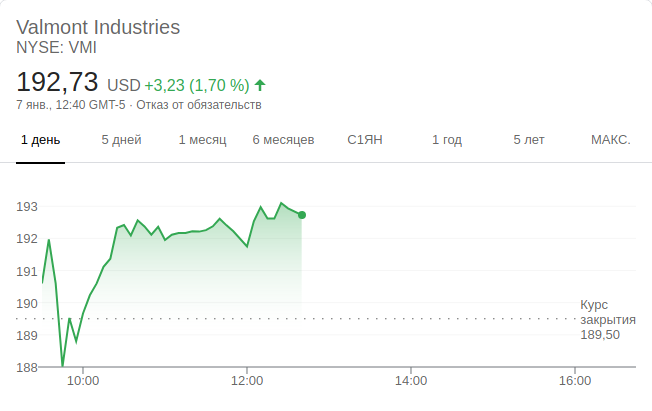 Valmont Industries
NYSE: VMI
192,73 USD +3,23 (1,70 %)
7 янв., 12:40 GMT-5 · Отказ от обязательств
1 день 5 дней 1 месяц 6 месяцев С1ЯН 1 год 5 лет МАКС.
193
192
191
190
189
188
Курс
закрытия
189,50
10:00 12:00 14:00 16:00